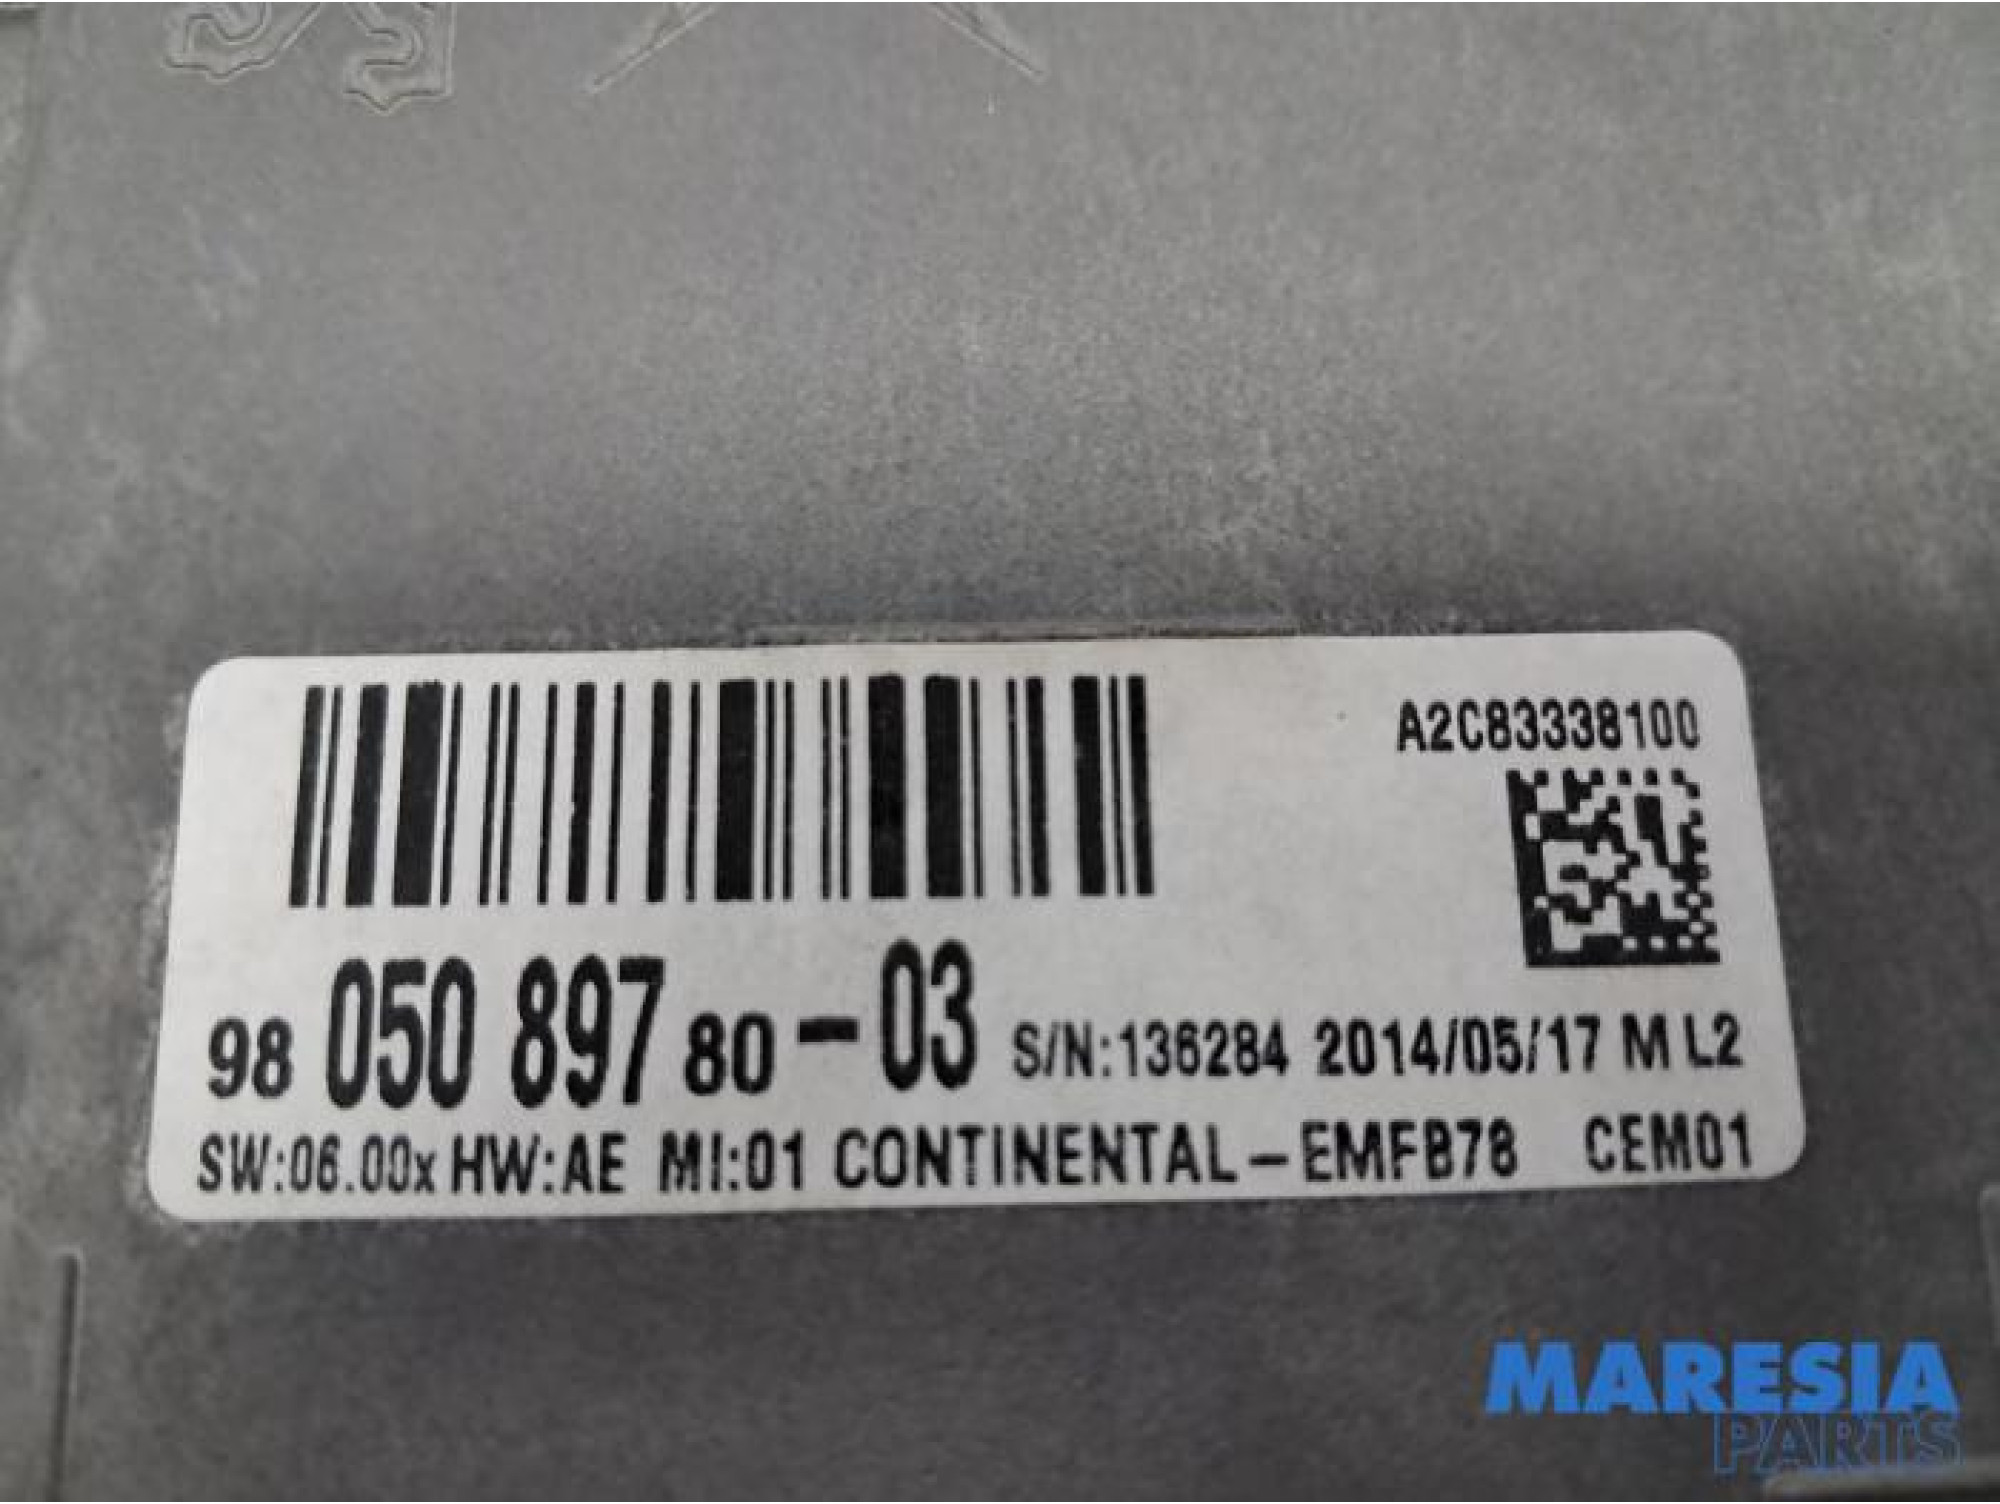 A2C83338100
98 050 897 80-03 S/N:136284 2014/05/17 M L2
SW:06.00x HW:AE MI:01 CONTINENTAL-EMFB78 CEM01
MARESIA
PARTS